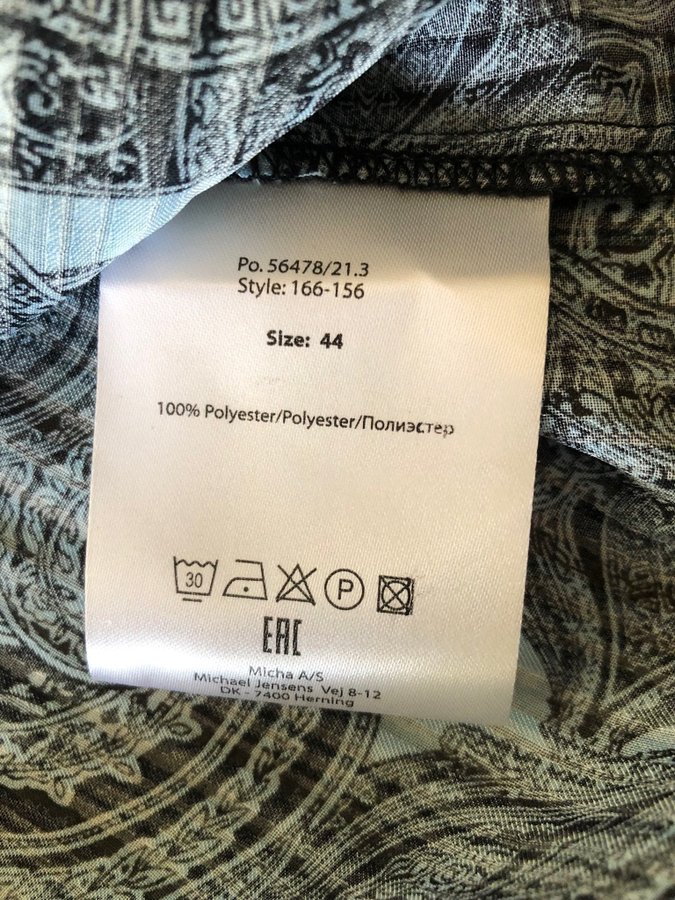 Po. 56478/21.3
Style: 166-156
Size: 44
100% Polyester/Polyester/Полиэстер
30 P
EAC
Micha A/S
Michael Jensens Vej 8-12
DK - 7400 Herning